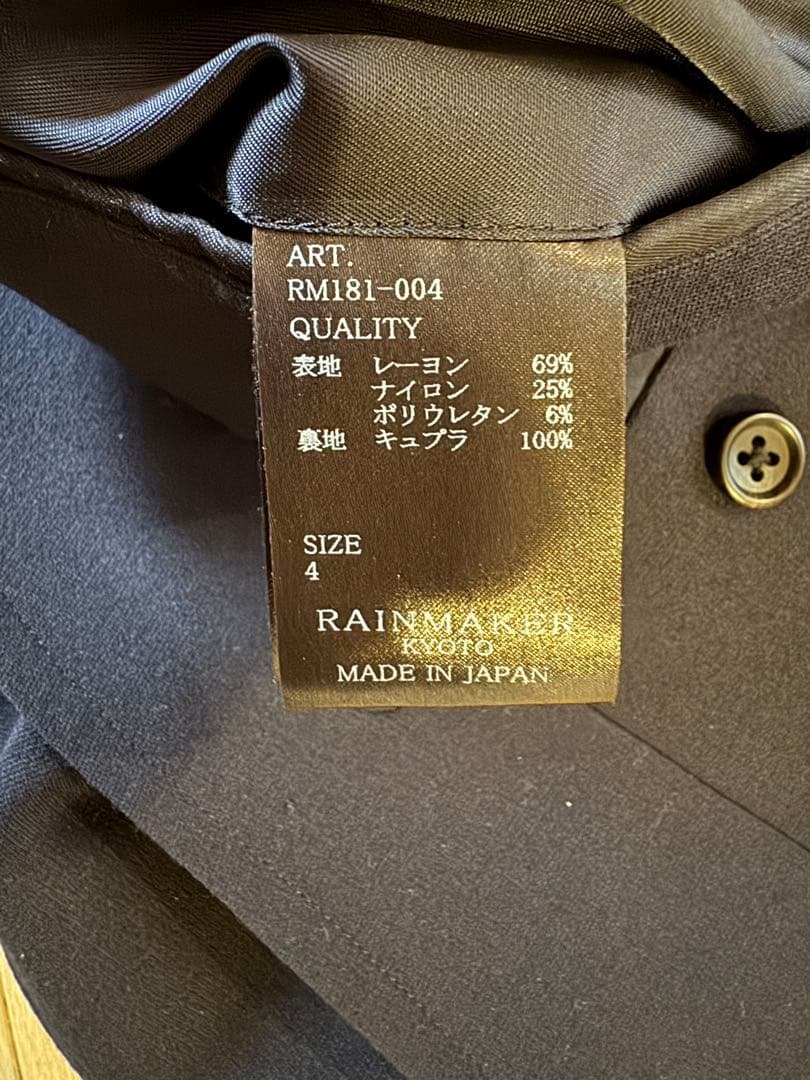 ART.
RM181-004
QUALITY
表地 レーヨン 69%
ナイロン 25%
ポリウレタン 6%
裏地 キュプラ 100%
SIZE
4
RAINMAKER
KYOTO
MADE IN JAPAN